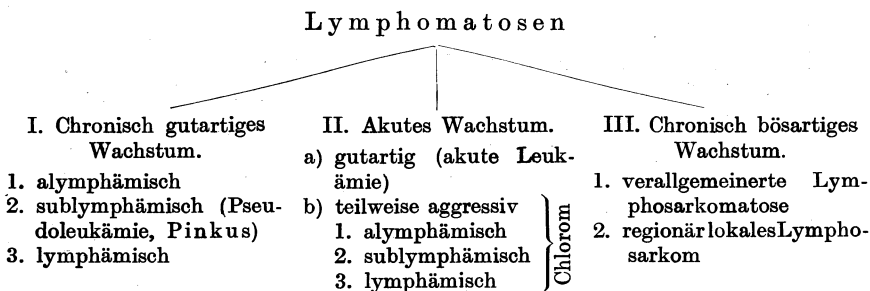 Lymphomatosen
I. Chronisch gutartiges
Wachstum.
1. alymphämisch
2. sublymphämisch (Pseu-
doleukämie, Pinkus)
3. lymphämisch
II. Akutes Wachstum.
a) gutartig (akute Leuk-
ämie)
b) teilweise aggressiv
1. alymphämisch
2. sublymphämisch
3. lymphämisch
Chlorom
III. Chronisch bösartiges
Wachstum.
1. verallgemeinerte Lym-
phosarkomatose
2. regionär lokales Lympho-
sarkom